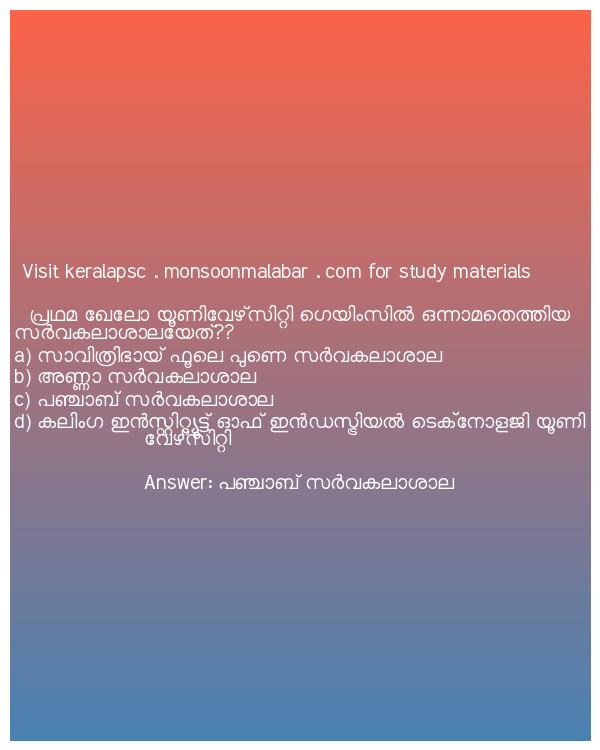 Visit keralapsc . monsoonmalabar . com for study materials
പ്രഥമ ഖേലോ യൂണിവേഴ്സിറ്റി ഗെയിംസിൽ ഒന്നാമതെത്തിയ
സർവകലാശാലയേത്??
a) സാവിത്രിഭായ് ഫൂലെ പുണെ സർവകലാശാല
b) അണ്ണാ സർവകലാശാല
c) പഞ്ചാബ് സർവകലാശാല
d) കലിംഗ ഇൻസ്റ്റിറ്റ്യൂട്ട് ഓഫ് ഇൻഡസ്ട്രിയൽ ടെക്നോളജി യൂണി
വേഴ്സിറ്റി
Answer: പഞ്ചാബ് സർവകലാശാല